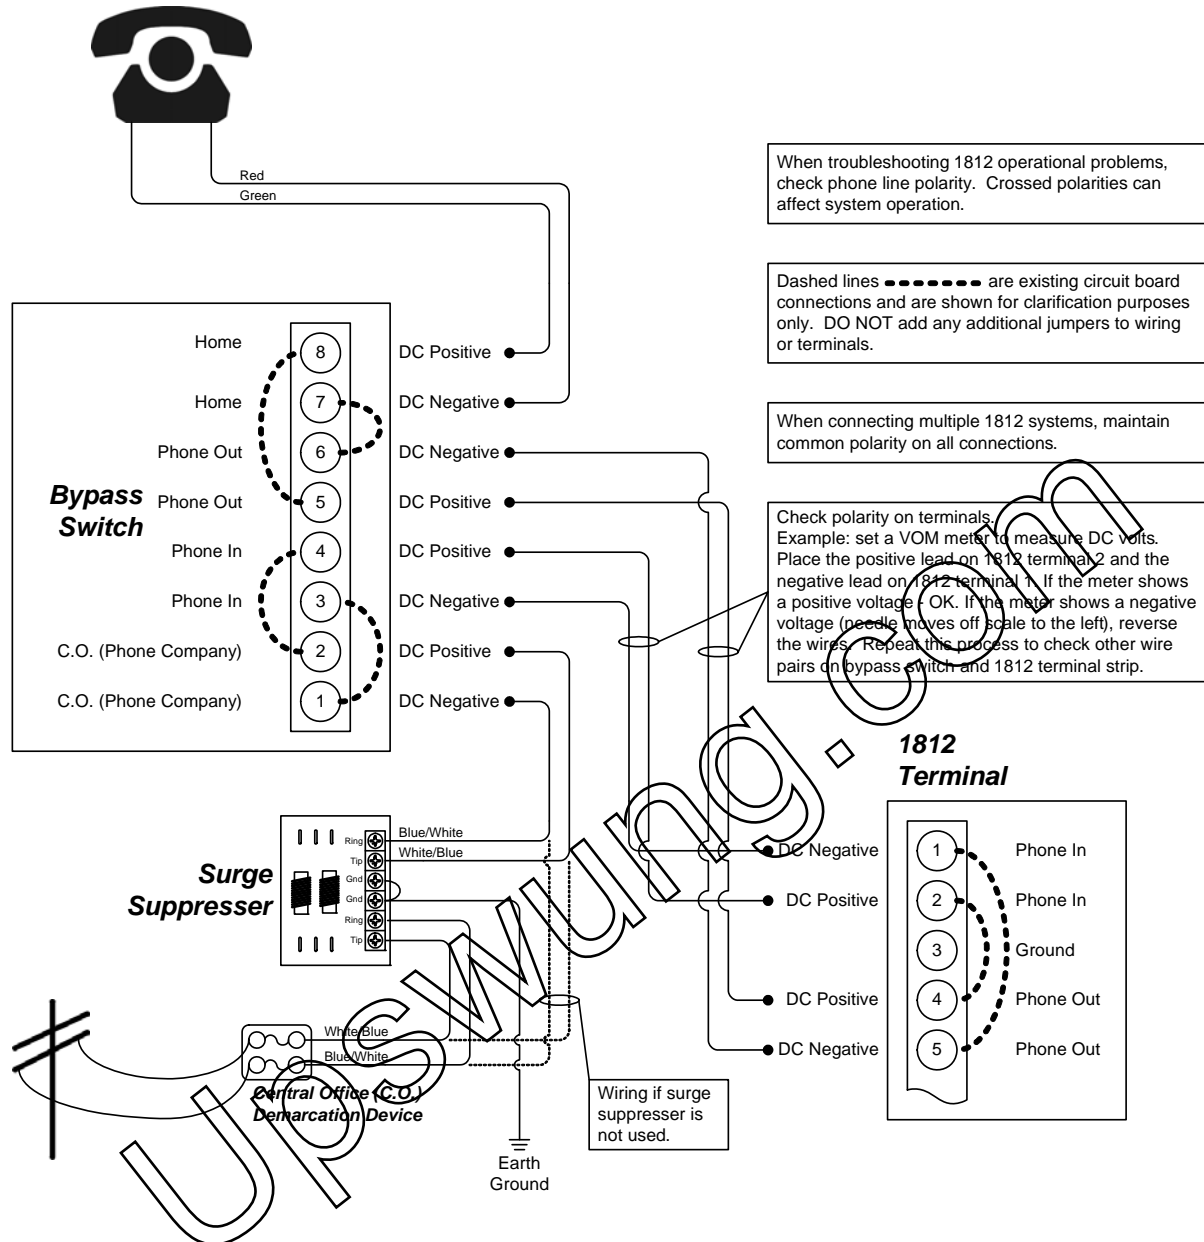 Red
Green
When troubleshooting 1812 operational problems,
check phone line polarity.  Crossed polarities can
affect system operation.
Dashed lines are existing circuit board
connections and are shown for clarification purposes
only.  DO NOT add any additional jumpers to wiring
or terminals.
When connecting multiple 1812 systems, maintain
common polarity on all connections.
Check polarity on terminals.
Example: set a VOM meter to measure DC volts.
Place the positive lead on 1812 terminal 2 and the
negative lead on 1812 terminal 1. If the meter shows
a positive voltage - OK. If the meter shows a negative
voltage (needle moves off scale to the left), reverse
the wires.  Repeat this process to check other wire
pairs on bypass switch and 1812 terminal strip.
Bypass
Switch
Home 8 DC Positive
Home 7 DC Negative
Phone Out 6 DC Negative
Phone Out 5 DC Positive
Phone In 4 DC Positive
Phone In 3 DC Negative
C.O. (Phone Company) 2 DC Positive
C.O. (Phone Company) 1 DC Negative
1812
Terminal
DC Negative 1 Phone In
DC Positive 2 Phone In
3 Ground
DC Positive 4 Phone Out
DC Negative 5 Phone Out
Surge
Suppresser
Ring Blue/White
Tip White/Blue
Gnd
Gnd
Ring
Tip
White/Blue
Blue/White
Central Office (C.O.)
Demarcation Device
Wiring if surge
suppresser is
not used.
Earth
Ground
Upswung.com